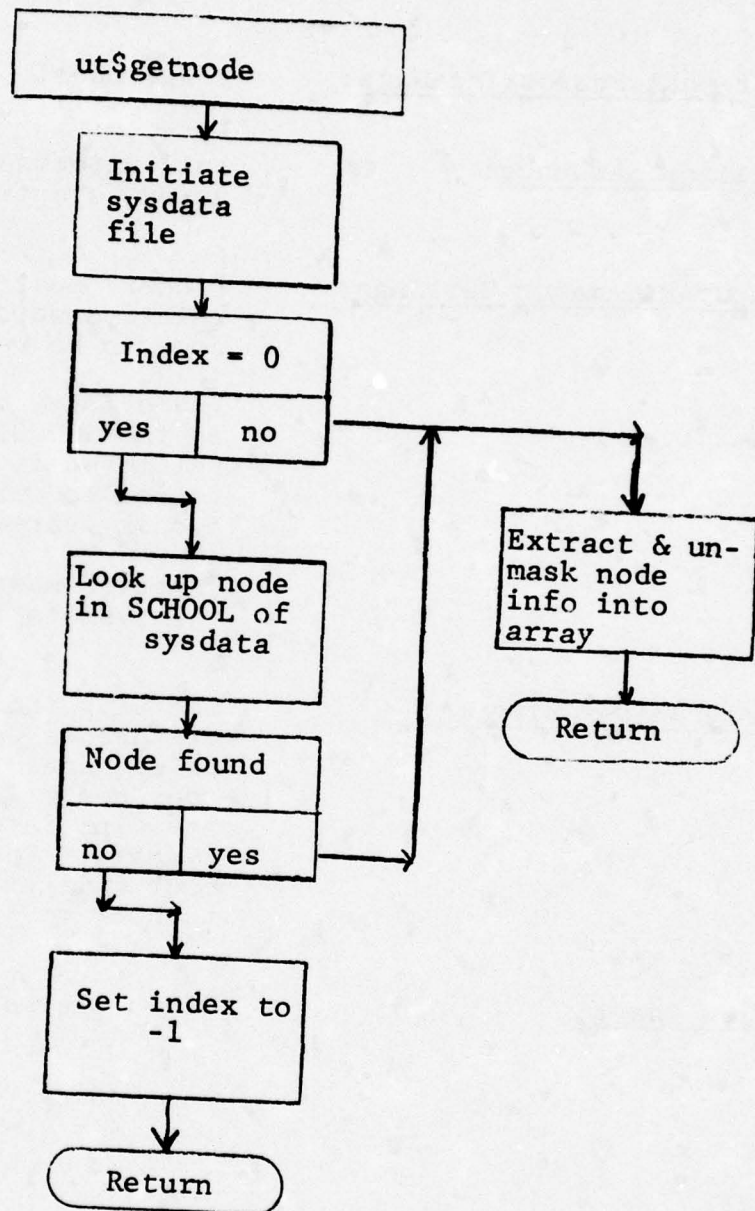 ut$getnode
Initiate
sysdata
file
Index = 0
yes
no
Look up node
in SCHOOL of
sysdata
Node found
no
yes
Set index to
-1
Return
Extract & un-
mask node
info into
array
Return